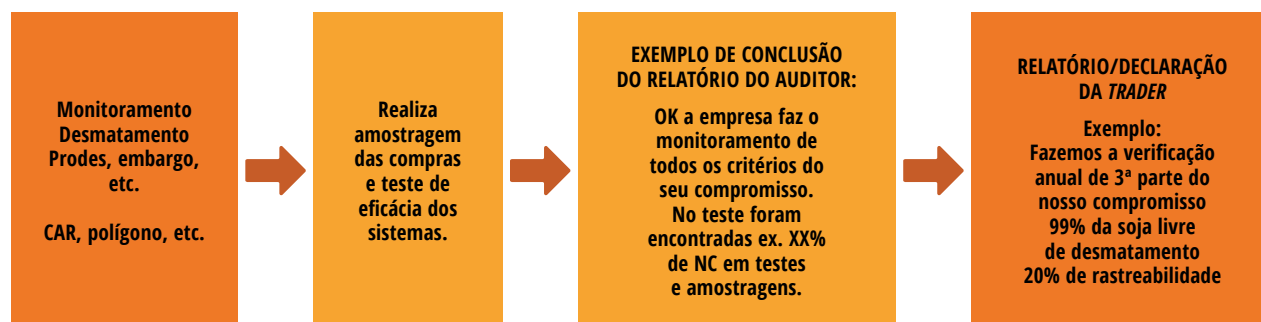 Monitoramento
Desmatamento
Prodes, embargo,
etc.
CAR, polígono, etc.
Realiza
amostragem
das compras
e teste de
eficácia dos
sistemas.
EXEMPLO DE CONCLUSÃO
DO RELATÓRIO DO AUDITOR:
OK a empresa faz o
monitoramento de
todos os critérios do
seu compromisso.
No teste foram
encontradas ex. XX%
de NC em testes
e amostragens.
RELATÓRIO/DECLARAÇÃO
DA TRADER
Exemplo:
Fazemos a verificação
anual de 3ª parte do
nosso compromisso
99% da soja livre
de desmatamento
20% de rastreabilidade